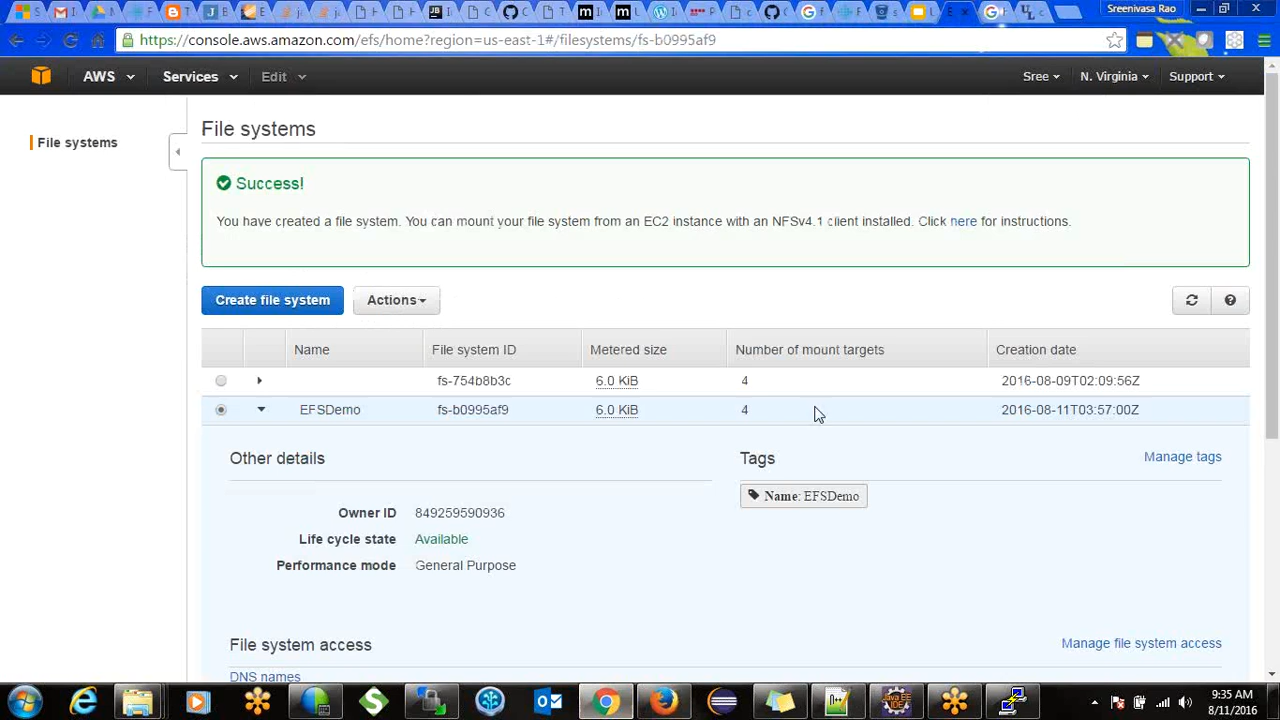 Sreenivasa Rao
https://console.aws.amazon.com/efs/home?region=us-east-1#/filesystems/fs-b0995af9
AWS Services Edit Sree N. Virginia Support
File systems
File systems
Success!
You have created a file system. You can mount your file system from an EC2 instance with an NFSv4.1 client installed. Click here for instructions.
Create file system Actions
Name File system ID Metered size Number of mount targets Creation date
fs-754b8b3c 6.0 KiB 4 2016-08-09T02:09:56Z
EFSDemo fs-b0995af9 6.0 KiB 4 2016-08-11T03:57:00Z
Other details Tags Manage tags
Name: EFSDemo
Owner ID 849259590936
Life cycle state Available
Performance mode General Purpose
File system access Manage file system access
DNS names
9:35 AM
8/11/2016